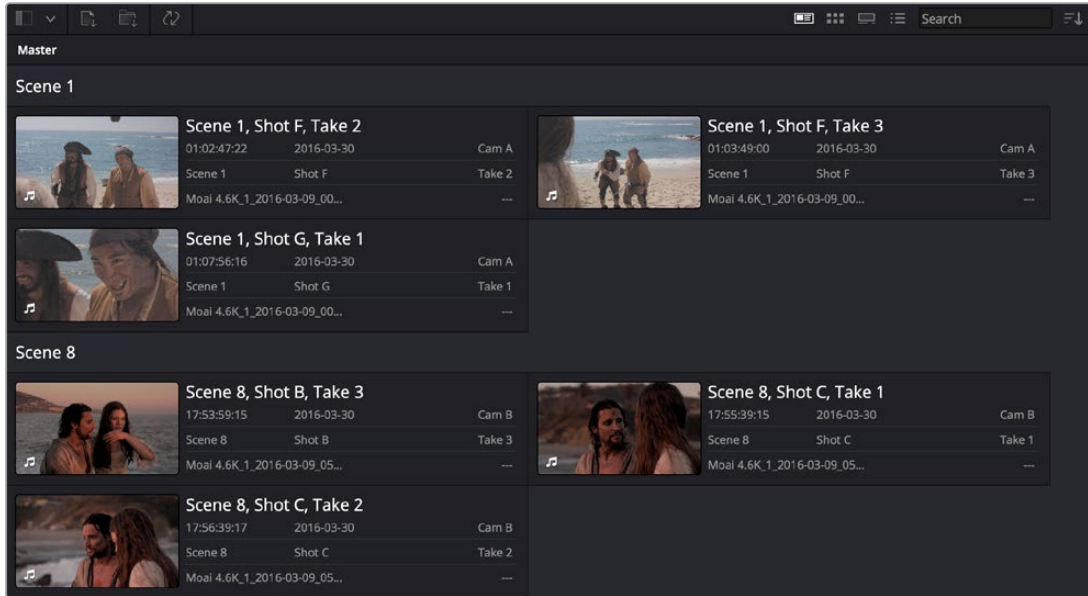 Search
Master
Scene 1
Scene 1, Shot F, Take 2
01:02:47:22 2016-03-30 Cam A
Scene 1 Shot F Take 2
Moai 4.6K_1_2016-03-09_00... ---
Scene 1, Shot F, Take 3
01:03:49:00 2016-03-30 Cam A
Scene 1 Shot F Take 3
Moai 4.6K_1_2016-03-09_00... ---
Scene 1, Shot G, Take 1
01:07:56:16 2016-03-30 Cam A
Scene 1 Shot G Take 1
Moai 4.6K_1_2016-03-09_00... ---
Scene 8
Scene 8, Shot B, Take 3
17:53:59:15 2016-03-30 Cam B
Scene 8 Shot B Take 3
Moai 4.6K_1_2016-03-09_05... ---
Scene 8, Shot C, Take 1
17:55:39:15 2016-03-30 Cam B
Scene 8 Shot C Take 1
Moai 4.6K_1_2016-03-09_05... ---
Scene 8, Shot C, Take 2
17:56:39:17 2016-03-30 Cam B
Scene 8 Shot C Take 2
Moai 4.6K_1_2016-03-09_05... ---